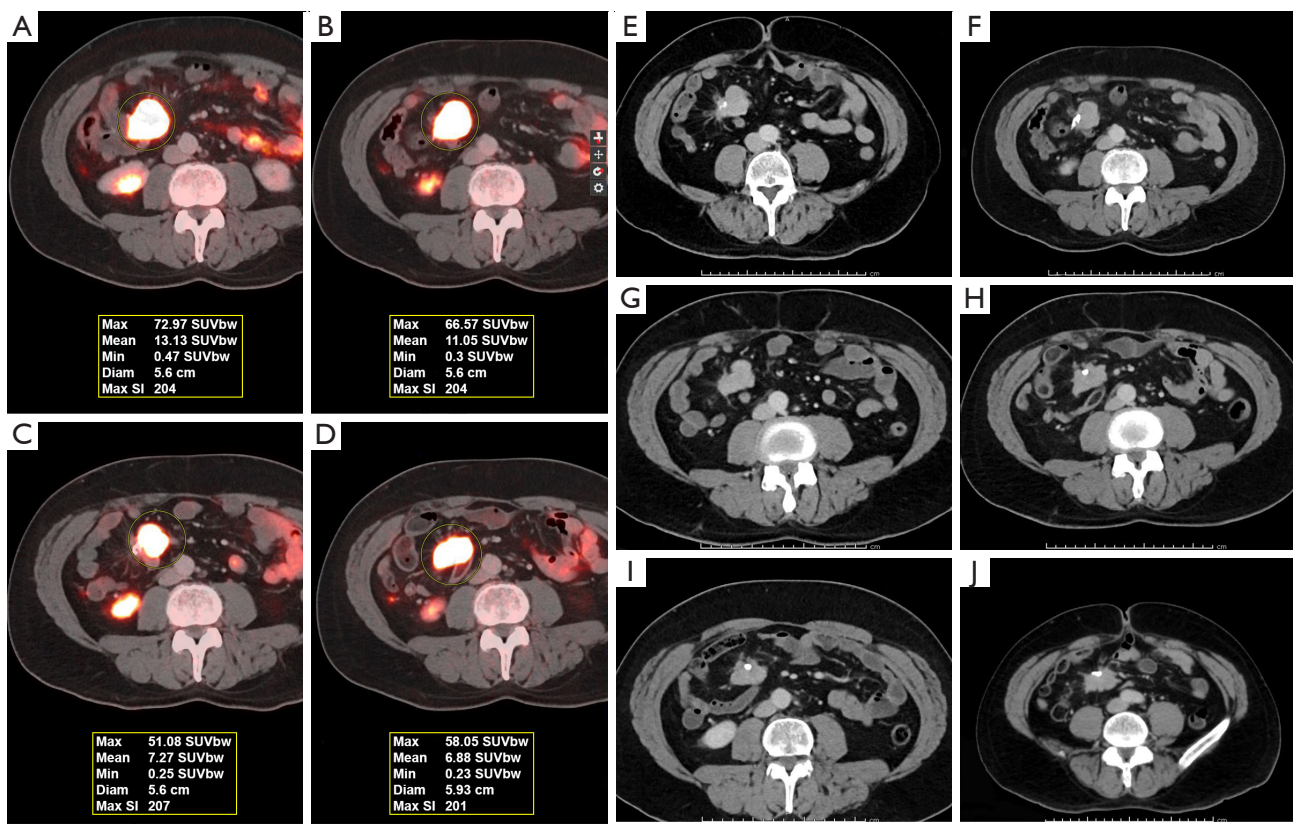 A
B
E
F
Max 72.97 SUVbw
Mean 13.13 SUVbw
Min 0.47 SUVbw
Diam 5.6 cm
Max SI 204
Max 66.57 SUVbw
Mean 11.05 SUVbw
Min 0.3 SUVbw
Diam 5.6 cm
Max SI 204
A
cm
cm
G
H
cm
cm
C
D
Max 51.08 SUVbw
Mean 7.27 SUVbw
Min 0.25 SUVbw
Diam 5.6 cm
Max SI 207
Max 58.05 SUVbw
Mean 6.88 SUVbw
Min 0.23 SUVbw
Diam 5.93 cm
Max SI 201
I
J
cm
cm